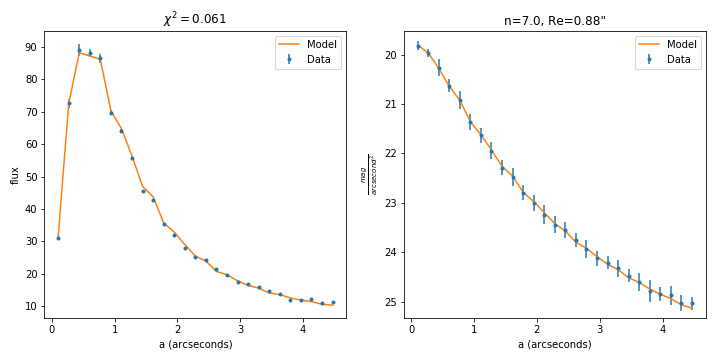 χ² = 0.061
flux
90
80
70
60
50
40
30
20
10
0
1
2
3
4
a (arcseconds)
Model
Data
n=7.0, Re=0.88"
mag
arcsecond²
20
21
22
23
24
25
0
1
2
3
4
a (arcseconds)
Model
Data